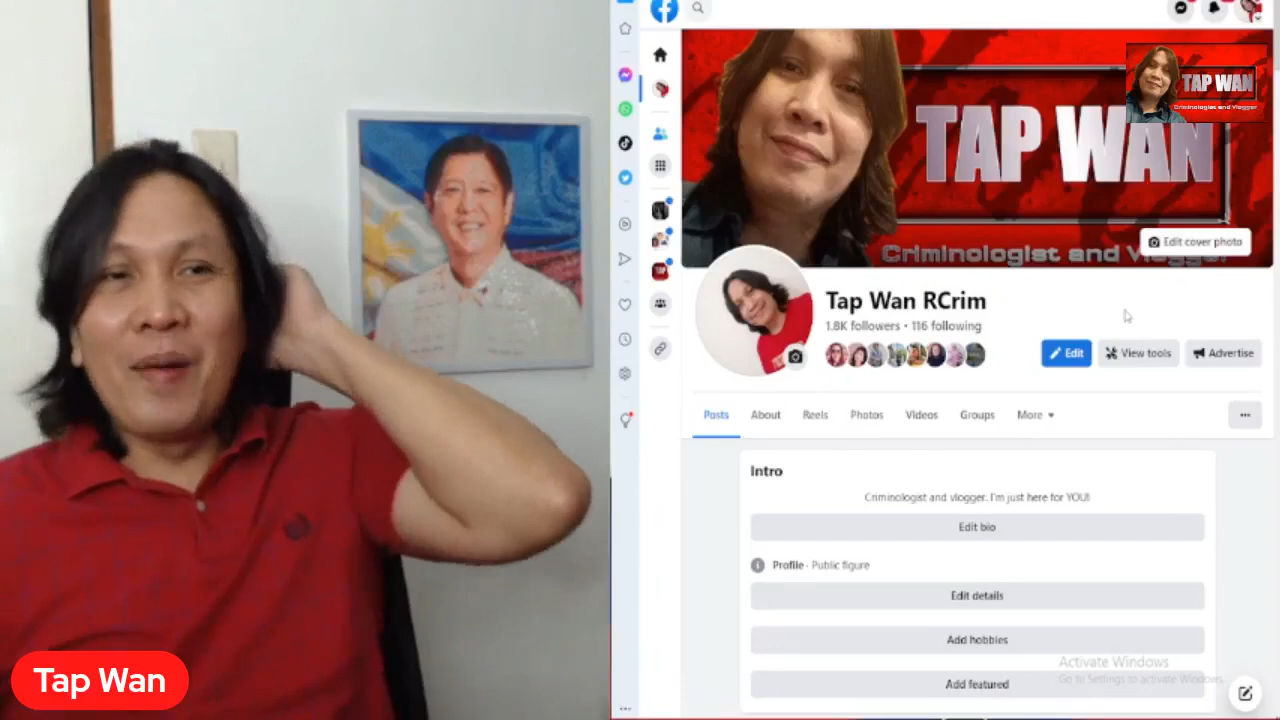 Tap Wan
TAP WAN
Criminologist and Vlogger
TAP WAN
Criminologist and Vlogger
Edit cover photo
Tap Wan RCrim
1.8K followers • 116 following
Edit
View tools
Advertise
Posts
About
Reels
Photos
Videos
Groups
More
Intro
Criminologist and vlogger. I'm just here for YOU!
Edit bio
Profile · Public figure
Edit details
Add hobbies
Add featured
Activate Windows
Go to Settings to activate Windows.